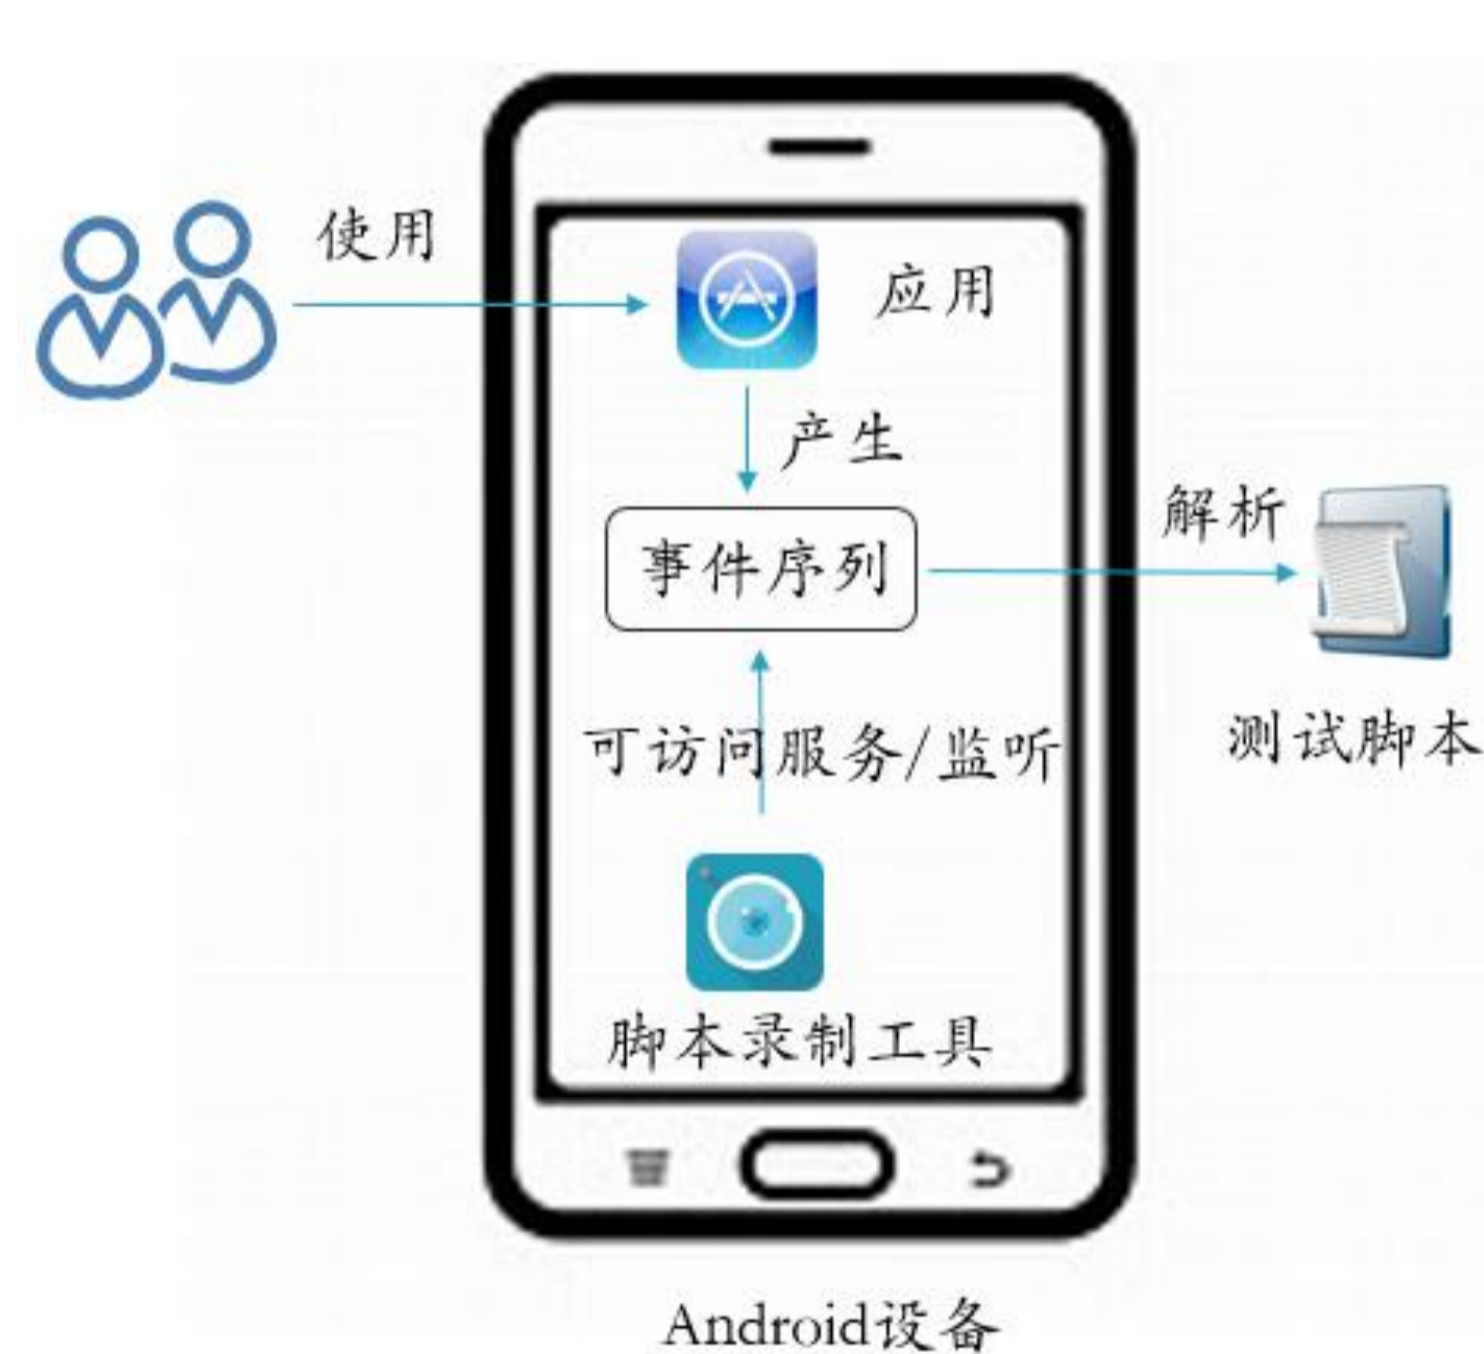 使用
应用
产生
解析
事件序列
可访问服务/监听
测试脚本
脚本录制工具
Android设备